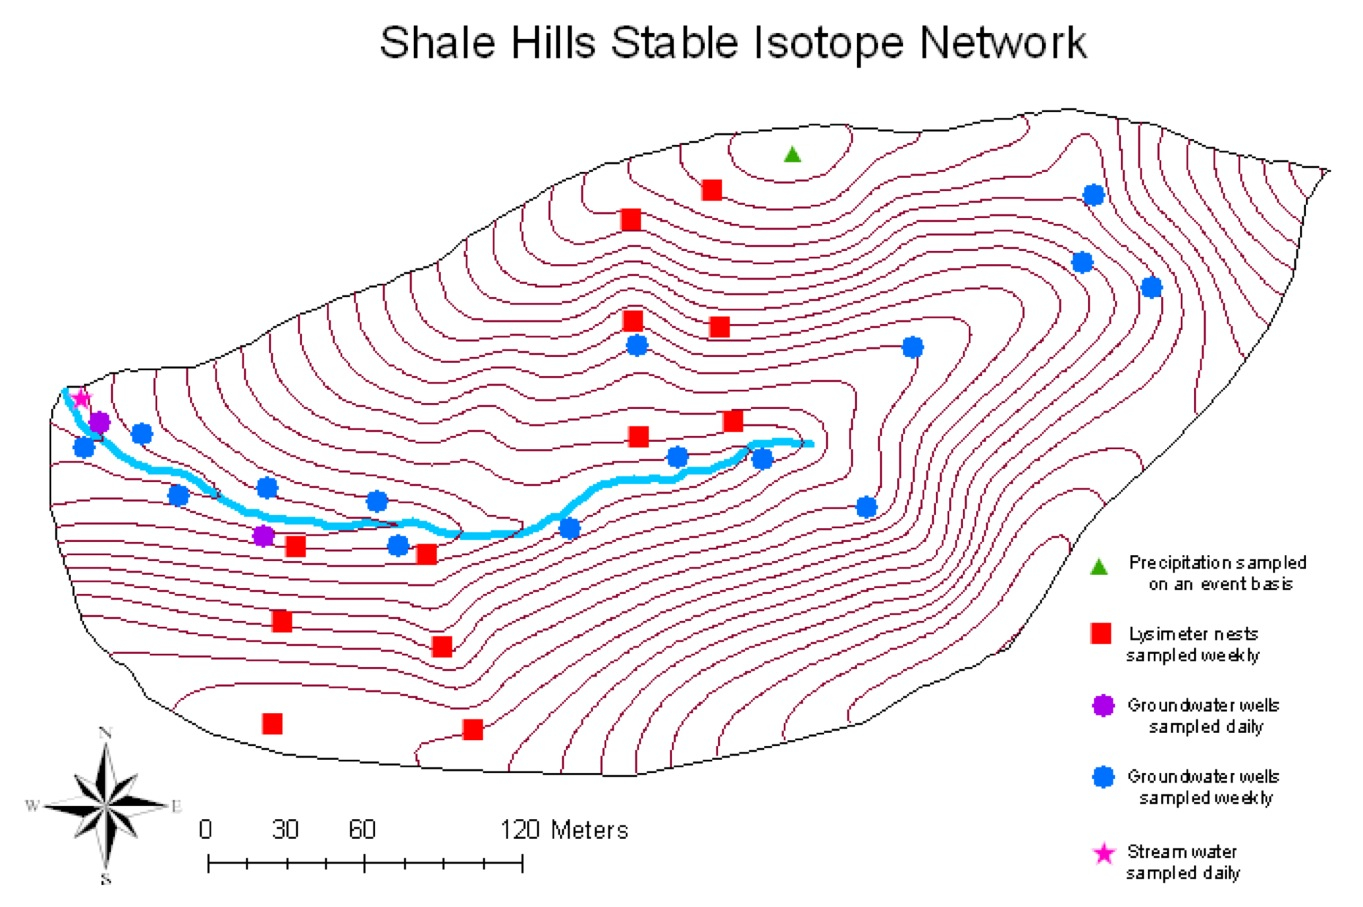 Shale Hills Stable Isotope Network
Precipitation sampled
on an event basis
Lysimeter nests
sampled weekly
Groundwater wells
sampled daily
Groundwater wells
sampled weekly
Stream water
sampled daily
N
W E
S
0 30 60 120 Meters